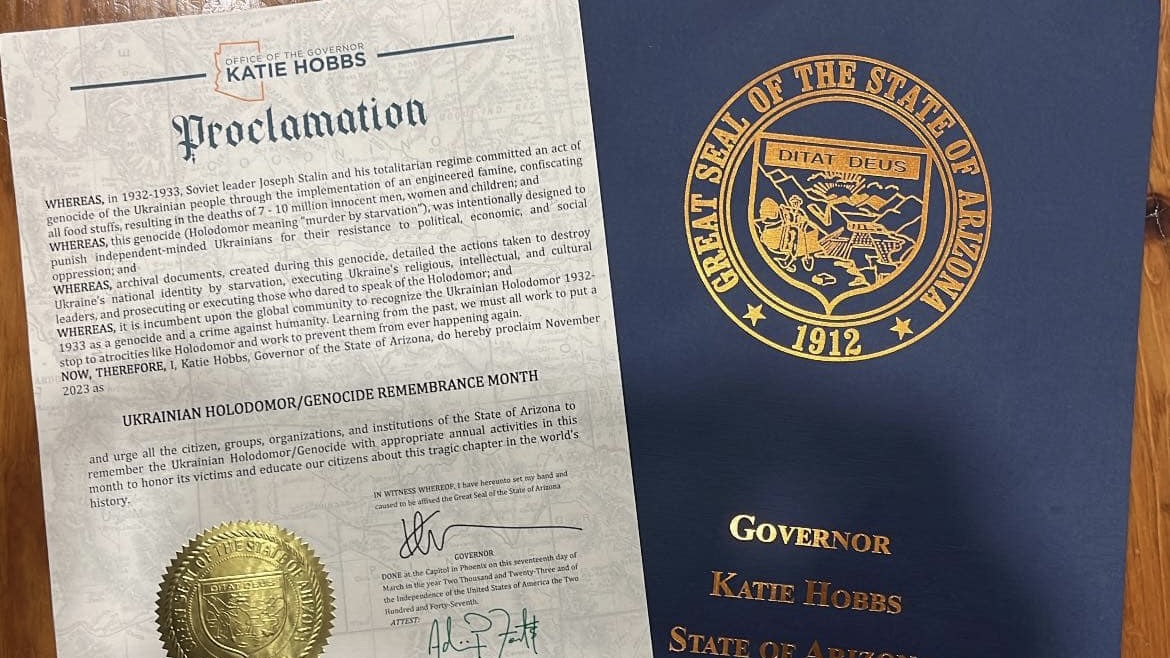 OFFICE OF THE GOVERNOR
KATIE HOBBS
Proclamation
WHEREAS, in 1932-1933, Soviet leader Joseph Stalin and his totalitarian regime committed an act of
genocide of the Ukrainian people through the implementation of an engineered famine, confiscating
all food stuffs, resulting in the deaths of 7 - 10 million innocent men, women and children; and
WHEREAS, this genocide (Holodomor meaning "murder by starvation"), was intentionally designed to
punish independent-minded Ukrainians for their resistance to political, economic, and social
oppression; and
WHEREAS, archival documents, created during this genocide, detailed the actions taken to destroy
Ukraine's national identity by starvation, executing Ukraine's religious, intellectual, and cultural
leaders, and prosecuting or executing those who dared to speak of the Holodomor; and
WHEREAS, it is incumbent upon the global community to recognize the Ukrainian Holodomor 1932-
1933 as a genocide and a crime against humanity. Learning from the past, we must all work to put a
stop to atrocities like Holodomor and work to prevent them from ever happening again.
NOW, THEREFORE, I, Katie Hobbs, Governor of the State of Arizona, do hereby proclaim November
2023 as
UKRAINIAN HOLODOMOR/GENOCIDE REMEMBRANCE MONTH
and urge all the citizen, groups, organizations, and institutions of the State of Arizona to
remember the Ukrainian Holodomor/Genocide with appropriate annual activities in this
month to honor its victims and educate our citizens about this tragic chapter in the world's
history.
IN WITNESS WHEREOF, I have hereunto set my hand and
caused to be affixed the Great Seal of the State of Arizona
GOVERNOR
DONE at the Capitol in Phoenix on this seventeenth day of
March in the year Two Thousand and Twenty-Three and of
the Independence of the United States of America the Two
Hundred and Forty-Seventh.
ATTEST:
GREAT SEAL OF THE STATE OF ARIZONA
DITAT DEUS
GREAT SEAL OF THE STATE OF ARIZONA
DITAT DEUS
1912
GOVERNOR
KATIE HOBBS
STATE OF ARIZONA